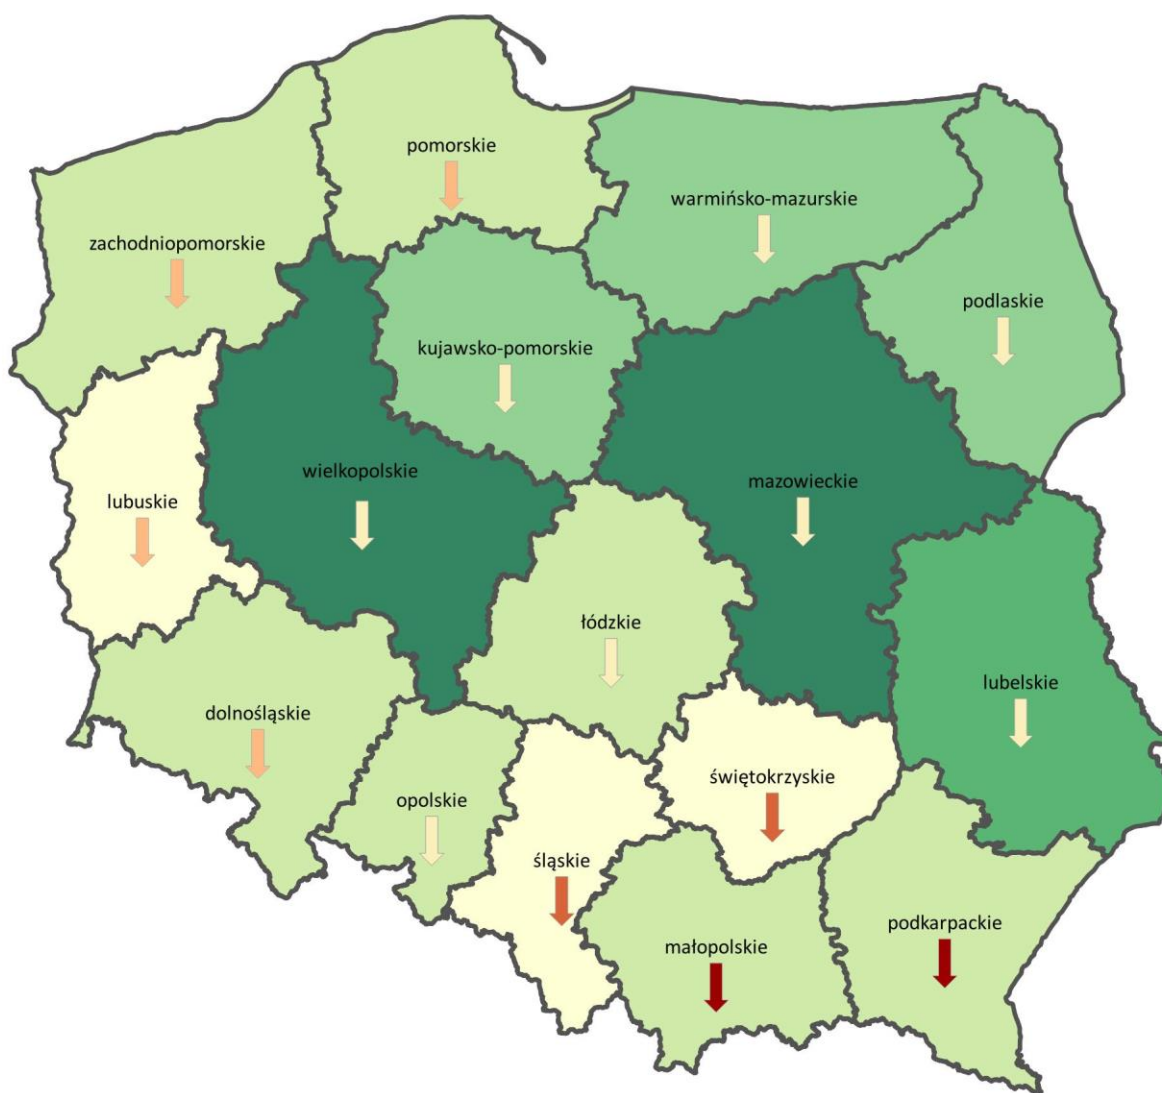 pomorskie
warmińsko-mazurskie
zachodniopomorskie
podlaskie
kujawsko-pomorskie
wielkopolskie
mazowieckie
lubuskie
łódzkie
lubelskie
dolnośląskie
świętokrzyskie
opolskie
śląskie
podkarpackie
małopolskie